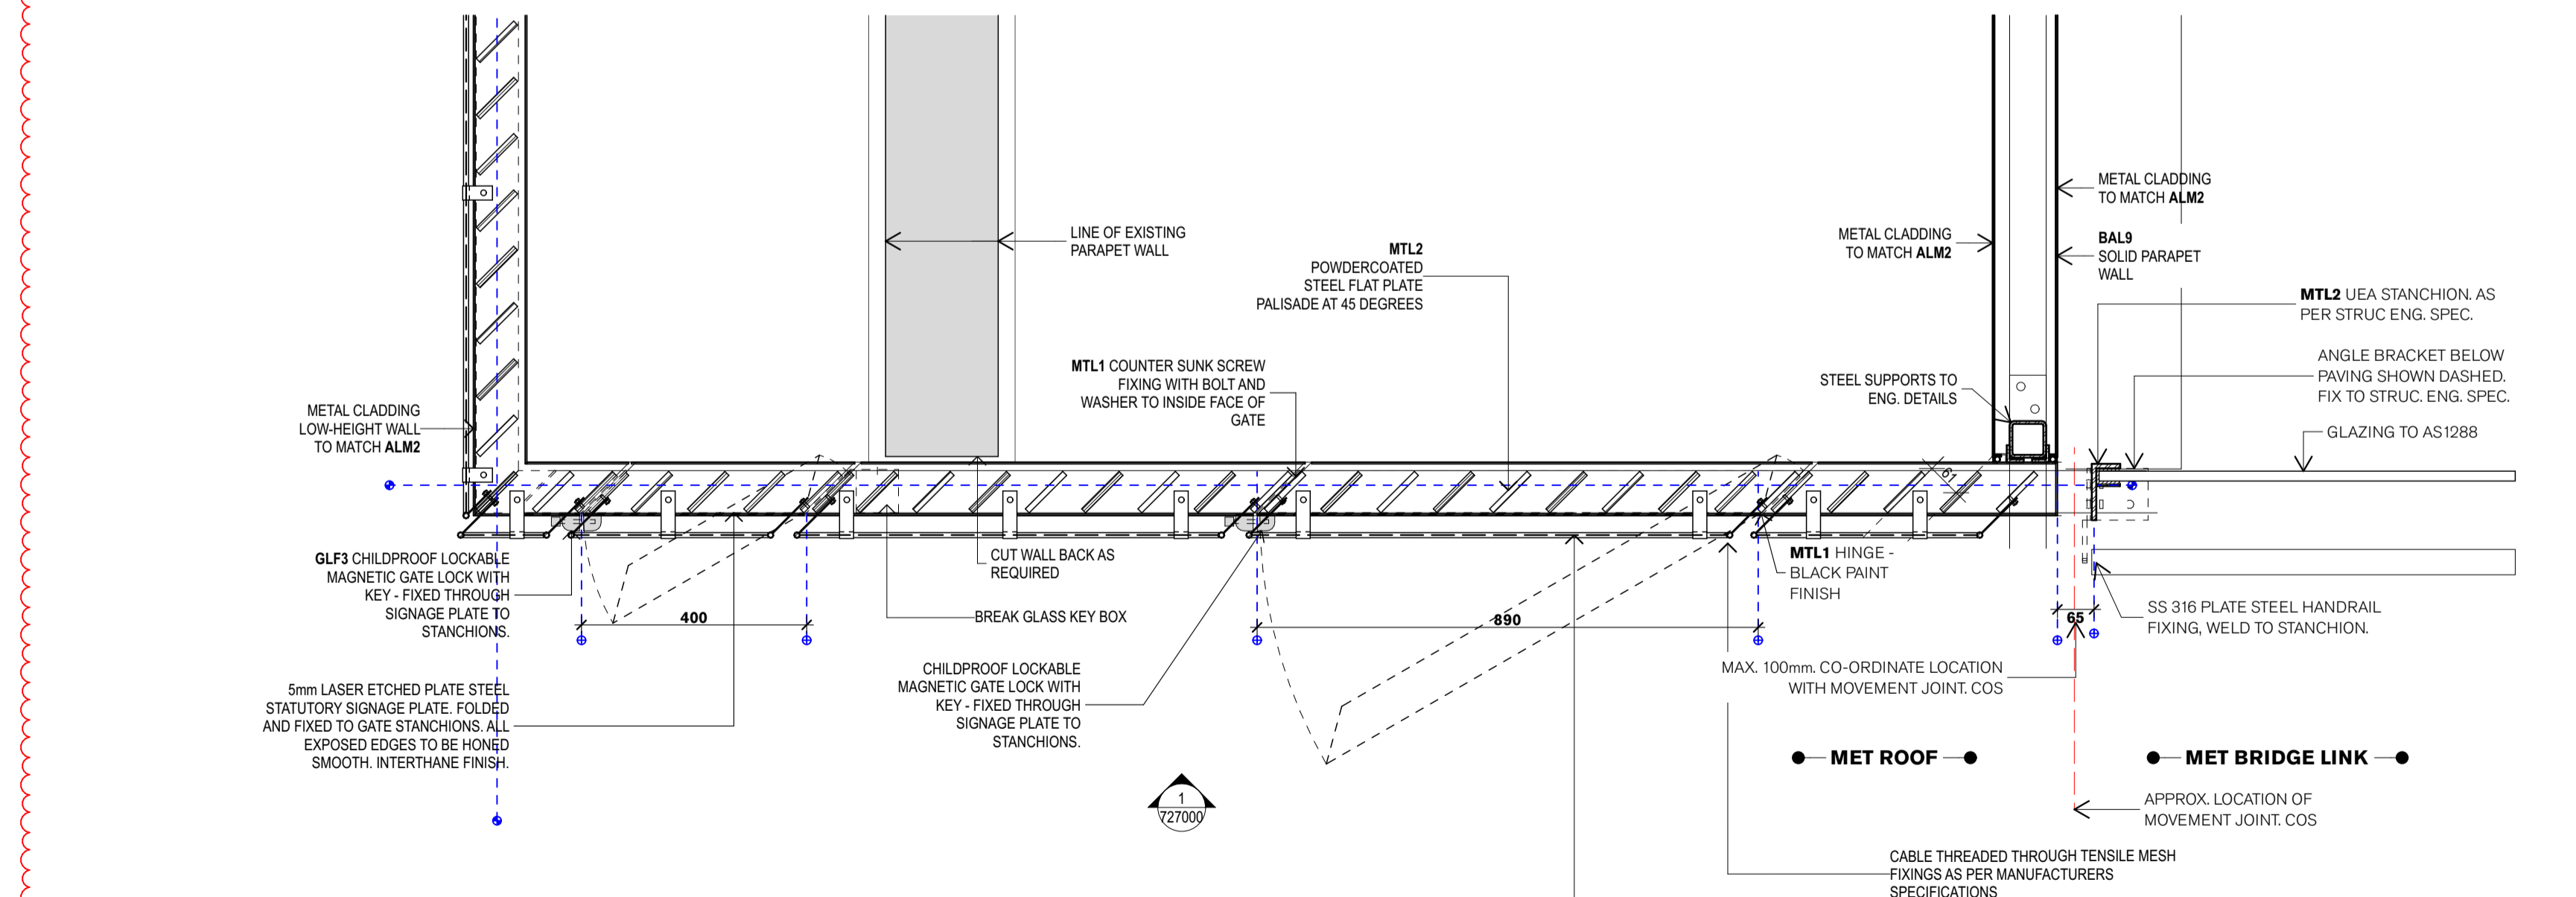 METAL CLADDING
TO MATCH ALM2
LINE OF EXISTING
PARAPET WALL
METAL CLADDING
TO MATCH ALM2
BAL9
SOLID PARAPET
WALL
MTL2
POWDERCOATED
STEEL FLAT PLATE
PALISADE AT 45 DEGREES
MTL2 UEA STANCHION. AS
PER STRUC ENG. SPEC.
ANGLE BRACKET BELOW
PAVING SHOWN DASHED.
FIX TO STRUC. ENG. SPEC.
MTL1 COUNTER SUNK SCREW
FIXING WITH BOLT AND
WASHER TO INSIDE FACE OF
GATE
STEEL SUPPORTS TO
ENG. DETAILS
GLAZING TO AS1288
METAL CLADDING
LOW-HEIGHT WALL
TO MATCH ALM2
61
GLF3 CHILDPROOF LOCKABLE
MAGNETIC GATE LOCK WITH
KEY - FIXED THROUGH
SIGNAGE PLATE TO
STANCHIONS.
CUT WALL BACK AS
REQUIRED
MTL1 HINGE -
BLACK PAINT
FINISH
BREAK GLASS KEY BOX
400
890
65
SS 316 PLATE STEEL HANDRAIL
FIXING, WELD TO STANCHION.
CHILDPROOF LOCKABLE
MAGNETIC GATE LOCK WITH
KEY - FIXED THROUGH
SIGNAGE PLATE TO
STANCHIONS.
MAX. 100mm. CO-ORDINATE LOCATION
WITH MOVEMENT JOINT. COS
5mm LASER ETCHED PLATE STEEL
STATUTORY SIGNAGE PLATE. FOLDED
AND FIXED TO GATE STANCHIONS. ALL
EXPOSED EDGES TO BE HONED
SMOOTH. INTERTHANE FINISH.
MET ROOF
MET BRIDGE LINK
1
727000
APPROX. LOCATION OF
MOVEMENT JOINT. COS
CABLE THREADED THROUGH TENSILE MESH
FIXINGS AS PER MANUFACTURERS
SPECIFICATIONS